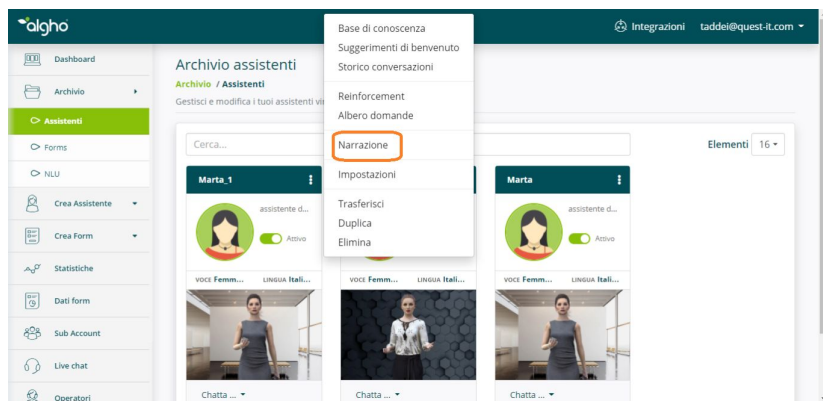 algho
Integrazioni
taddei@quest-it.com
Dashboard
Archivio
Assistenti
Forms
NLU
Crea Assistente
Crea Form
Statistiche
Dati form
Sub Account
Live chat
Operatori
Archivio assistenti
Archivio / Assistenti
Gestisci e modifica i tuoi assistenti
Base di conoscenza
Suggerimenti di benvenuto
Storico conversazioni
Reinforcement
Albero domande
Narrazione
Impostazioni
Trasferisci
Duplica
Elimina
Cerca...
Elementi 16
Marta_1
assistente d...
Attivo
VOCE Femm... LINGUA Itali...
Chatta ...
VOCE Femm... LINGUA Itali...
Chatta ...
Marta
assistente d...
Attivo
VOCE Femm... LINGUA Itali...
Chatta ...